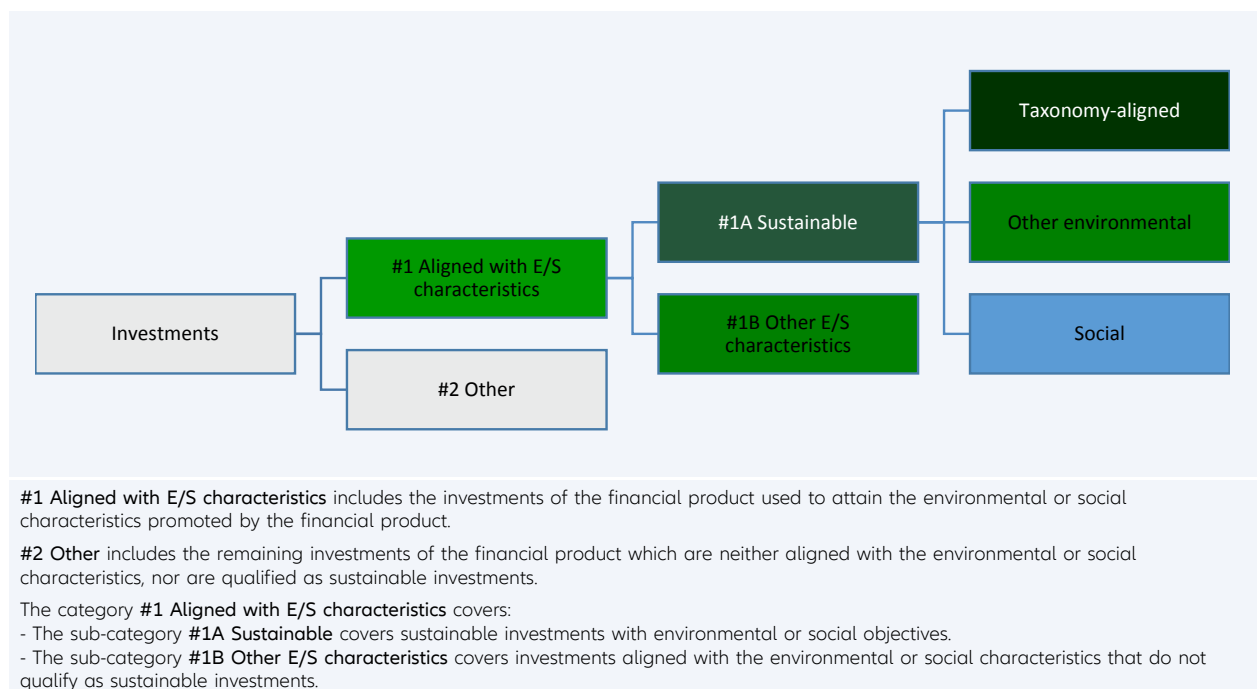 Taxonomy-aligned
#1A Sustainable
Other environmental
#1 Aligned with E/S
characteristics
Investments
#1B Other E/S
characteristics
Social
#2 Other
#1 Aligned with E/S characteristics includes the investments of the financial product used to attain the environmental or social
characteristics promoted by the financial product.
#2 Other includes the remaining investments of the financial product which are neither aligned with the environmental or social
characteristics, nor are qualified as sustainable investments.
The category #1 Aligned with E/S characteristics covers:
- The sub-category #1A Sustainable covers sustainable investments with environmental or social objectives.
- The sub-category #1B Other E/S characteristics covers investments aligned with the environmental or social characteristics that do not
qualify as sustainable investments.